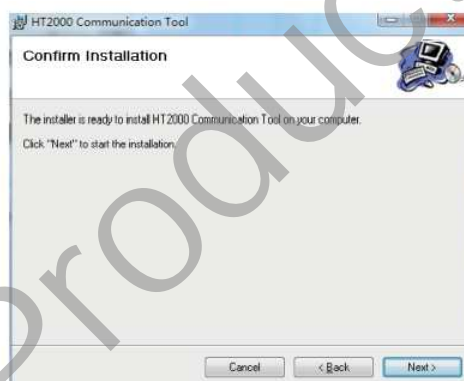 HT2000 Communication Tool
Confirm Installation
The installer is ready to install HT2000 Communication Tool on your computer.
Click "Next" to start the installation.
Cancel
< Back
Next >
Produc